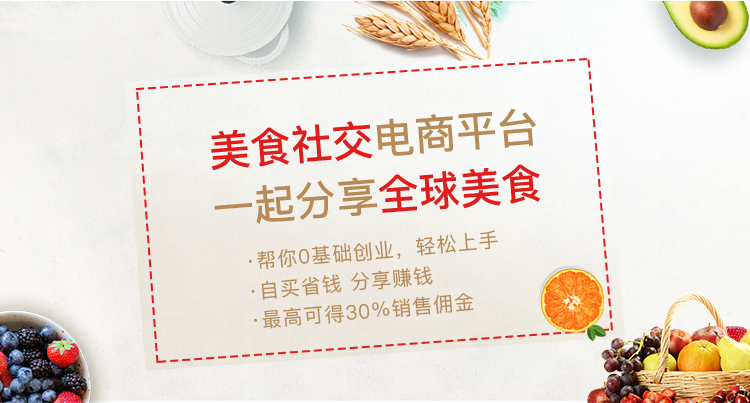 美食社交电商平台
一起分享全球美食
·帮你0基础创业，轻松上手
·自买省钱 分享赚钱
·最高可得30%销售佣金